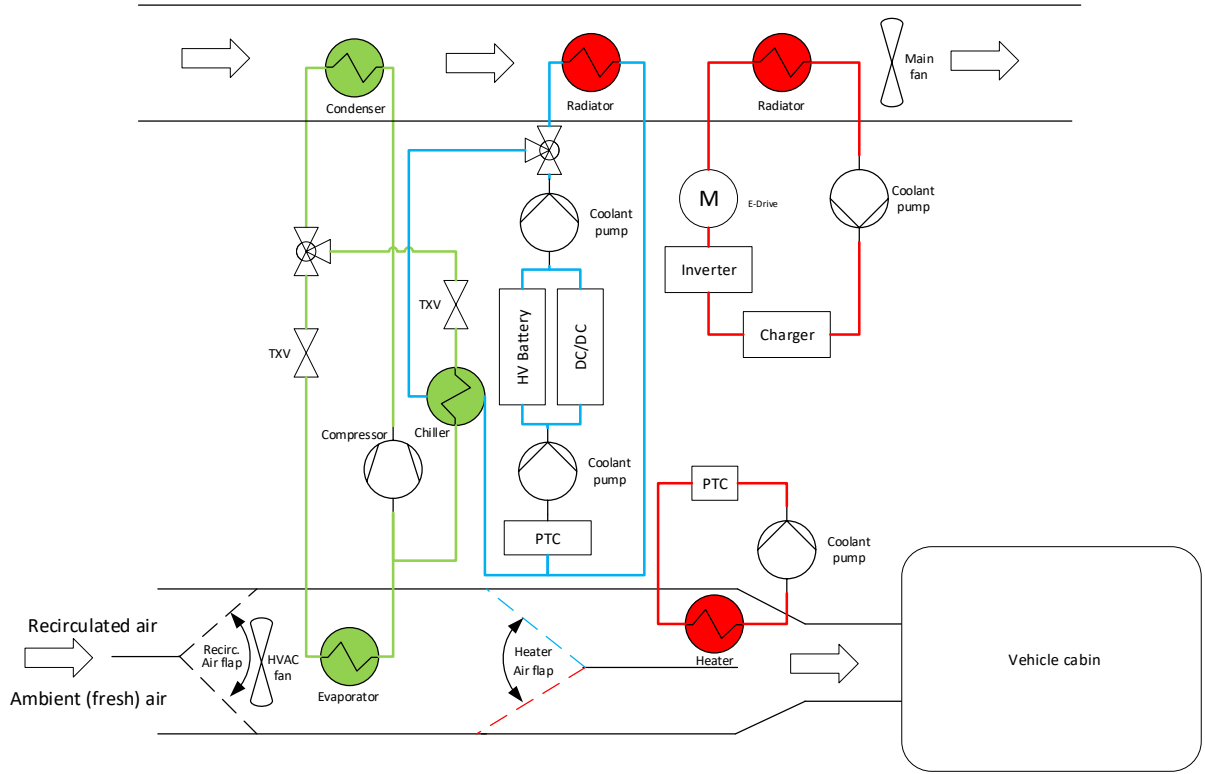 Condenser
Radiator
Radiator
Main
fan
Coolant
pump
M
E-Drive
Coolant
pump
Inverter
TXV
TXV
HV Battery
DC/DC
Charger
Compressor
Chiller
Coolant
pump
PTC
PTC
Coolant
pump
Recirculated air
Recirc.
Air flap
HVAC
fan
Heater
Air flap
Heater
Vehicle cabin
Ambient (fresh) air
Evaporator